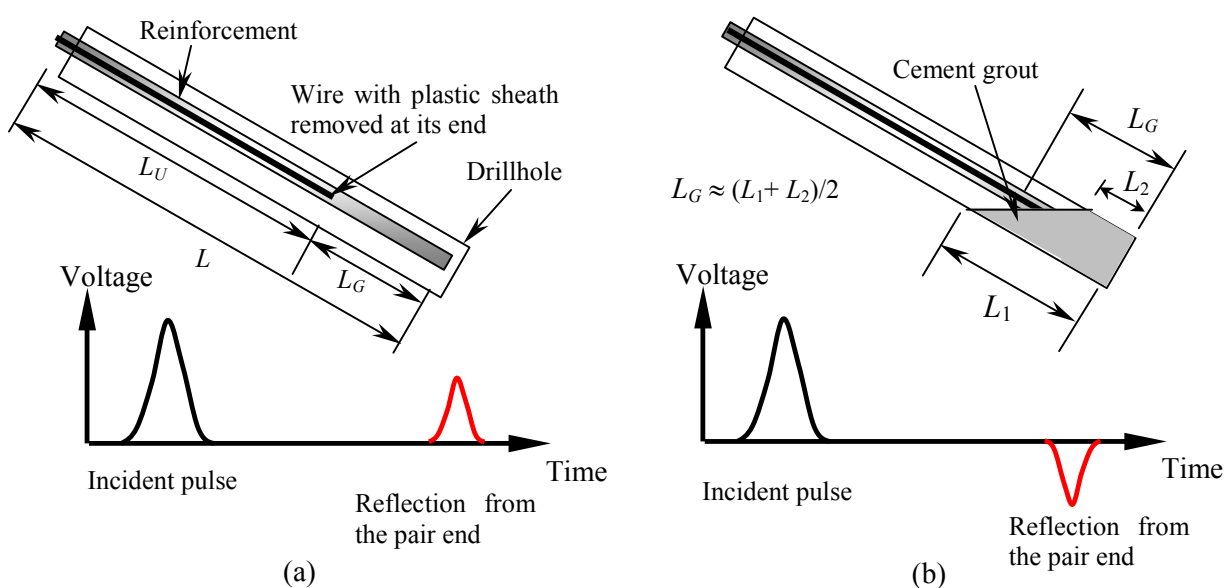 Reinforcement
Wire with plastic sheath
removed at its end
Drillhole
L_U
L
L_G
Voltage
Time
Incident pulse
Reflection from
the pair end
(a)
Cement grout
L_G
L_2
L_G ≈ (L_1+ L_2)/2
L_1
Voltage
Time
Incident pulse
Reflection from
the pair end
(b)